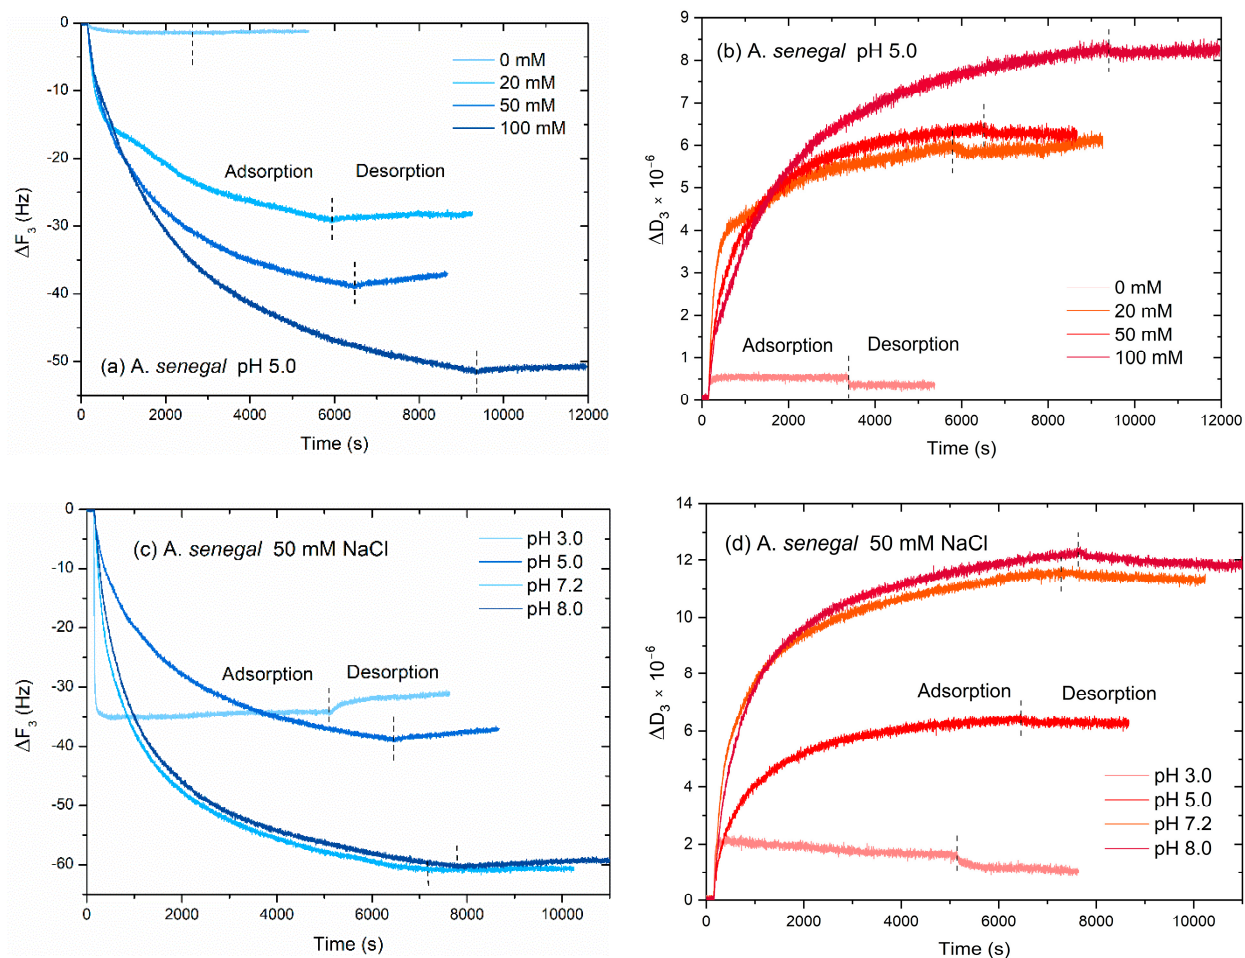 0
-10
-20
-30
-40
-50
ΔF₃ (Hz)
0 mM
20 mM
50 mM
100 mM
Adsorption
Desorption
(a) A. senegal pH 5.0
0 2000 4000 6000 8000 10000 12000
Time (s)
9
8
7
6
5
4
3
2
1
0
ΔD₃ × 10⁻⁶
(b) A. senegal pH 5.0
0 mM
20 mM
50 mM
100 mM
Adsorption
Desorption
0 2000 4000 6000 8000 10000 12000
Time (s)
0
-10
-20
-30
-40
-50
-60
ΔF₃ (Hz)
(c) A. senegal 50 mM NaCl
pH 3.0
pH 5.0
pH 7.2
pH 8.0
Adsorption
Desorption
0 2000 4000 6000 8000 10000
Time (s)
14
12
10
8
6
4
2
0
ΔD₃ × 10⁻⁶
(d) A. senegal 50 mM NaCl
Adsorption
Desorption
pH 3.0
pH 5.0
pH 7.2
pH 8.0
0 2000 4000 6000 8000 10000
Time (s)